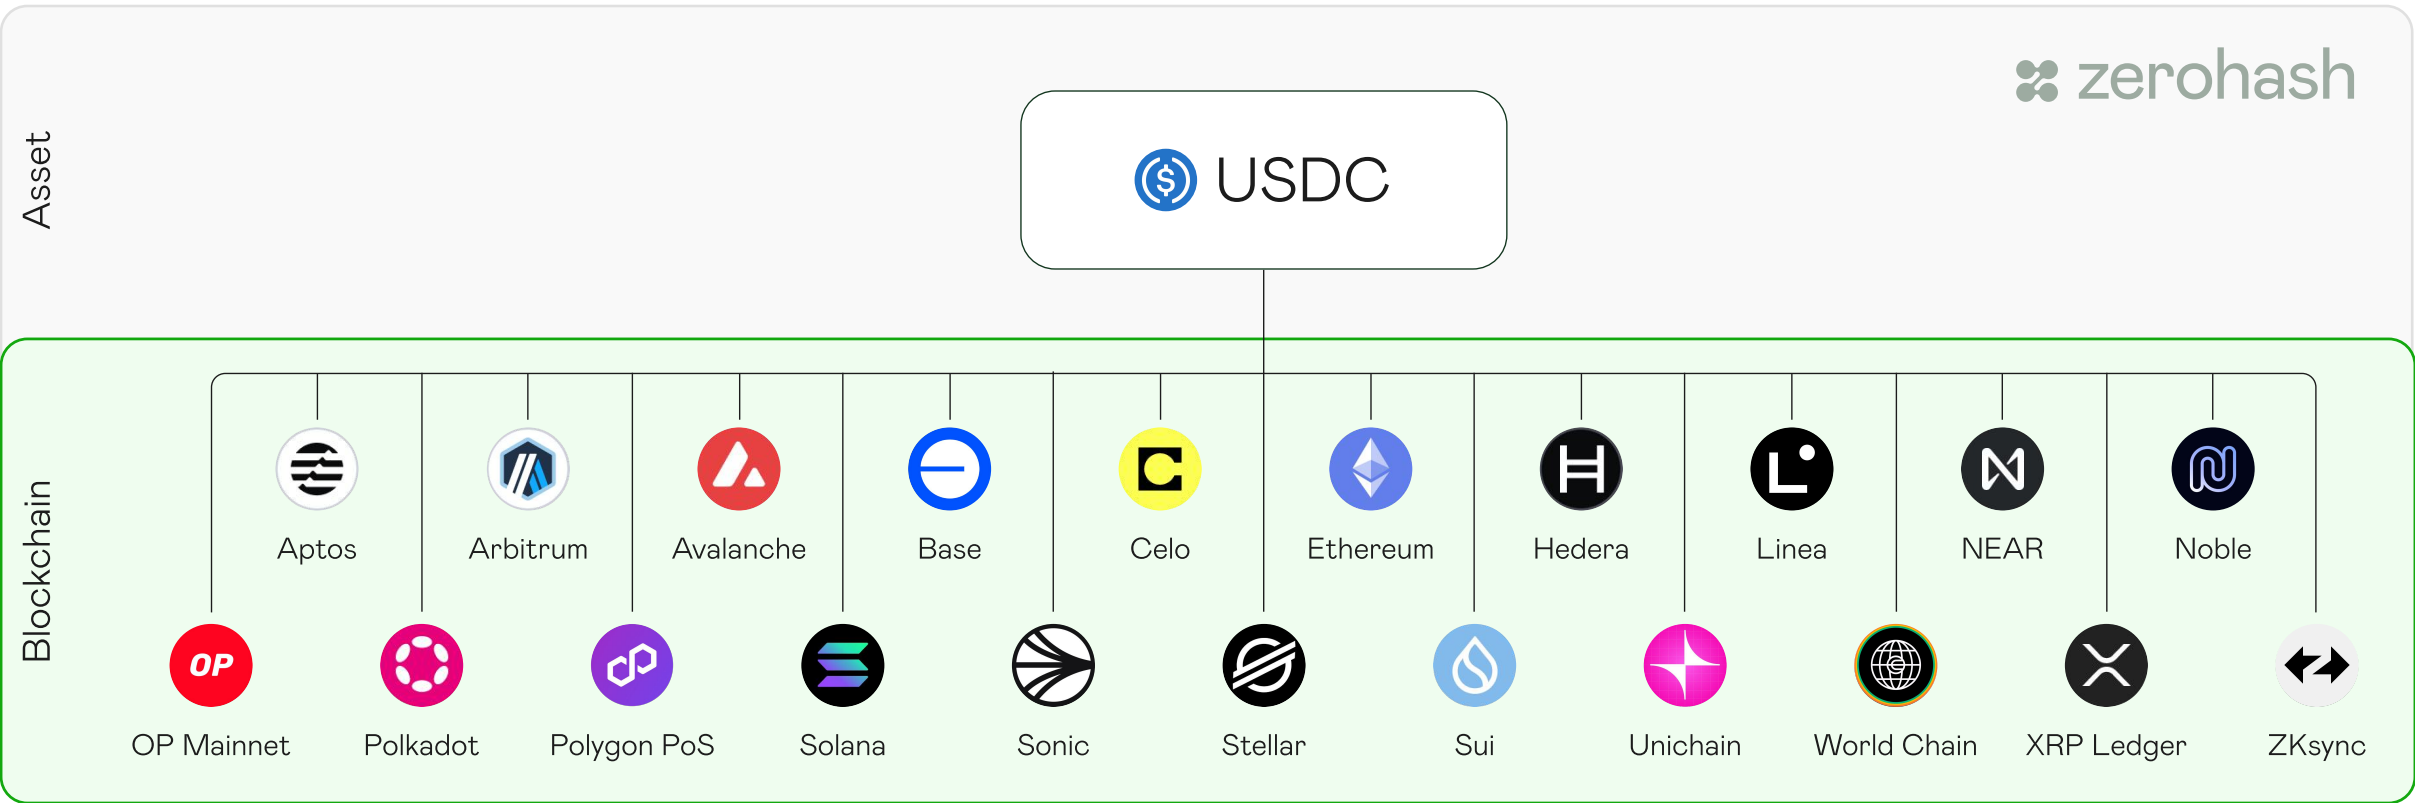 zerohash
Asset
USDC
Blockchain
Aptos
Arbitrum
Avalanche
Base
Celo
Ethereum
Hedera
Linea
NEAR
Noble
OP
OP Mainnet
Polkadot
Polygon PoS
Solana
Sonic
Stellar
Sui
Unichain
World Chain
XRP Ledger
ZKsync